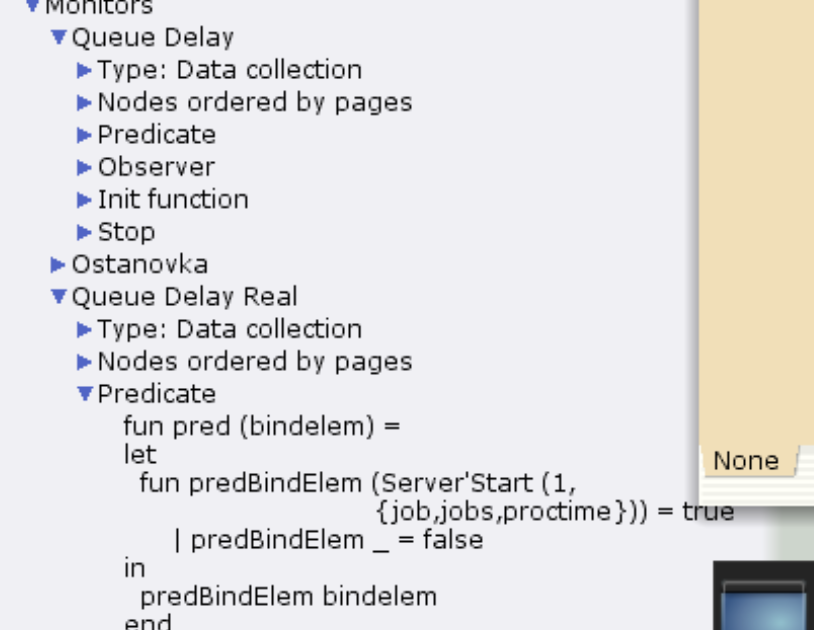 Monitors
Queue Delay
Type: Data collection
Nodes ordered by pages
Predicate
Observer
Init function
Stop
Ostanovka
Queue Delay Real
Type: Data collection
Nodes ordered by pages
Predicate
fun pred (bindelem) =
let
fun predBindElem (Server'Start (1,
{job,jobs,proctime})) = true
| predBindElem _ = false
in
predBindElem bindelem
end
None